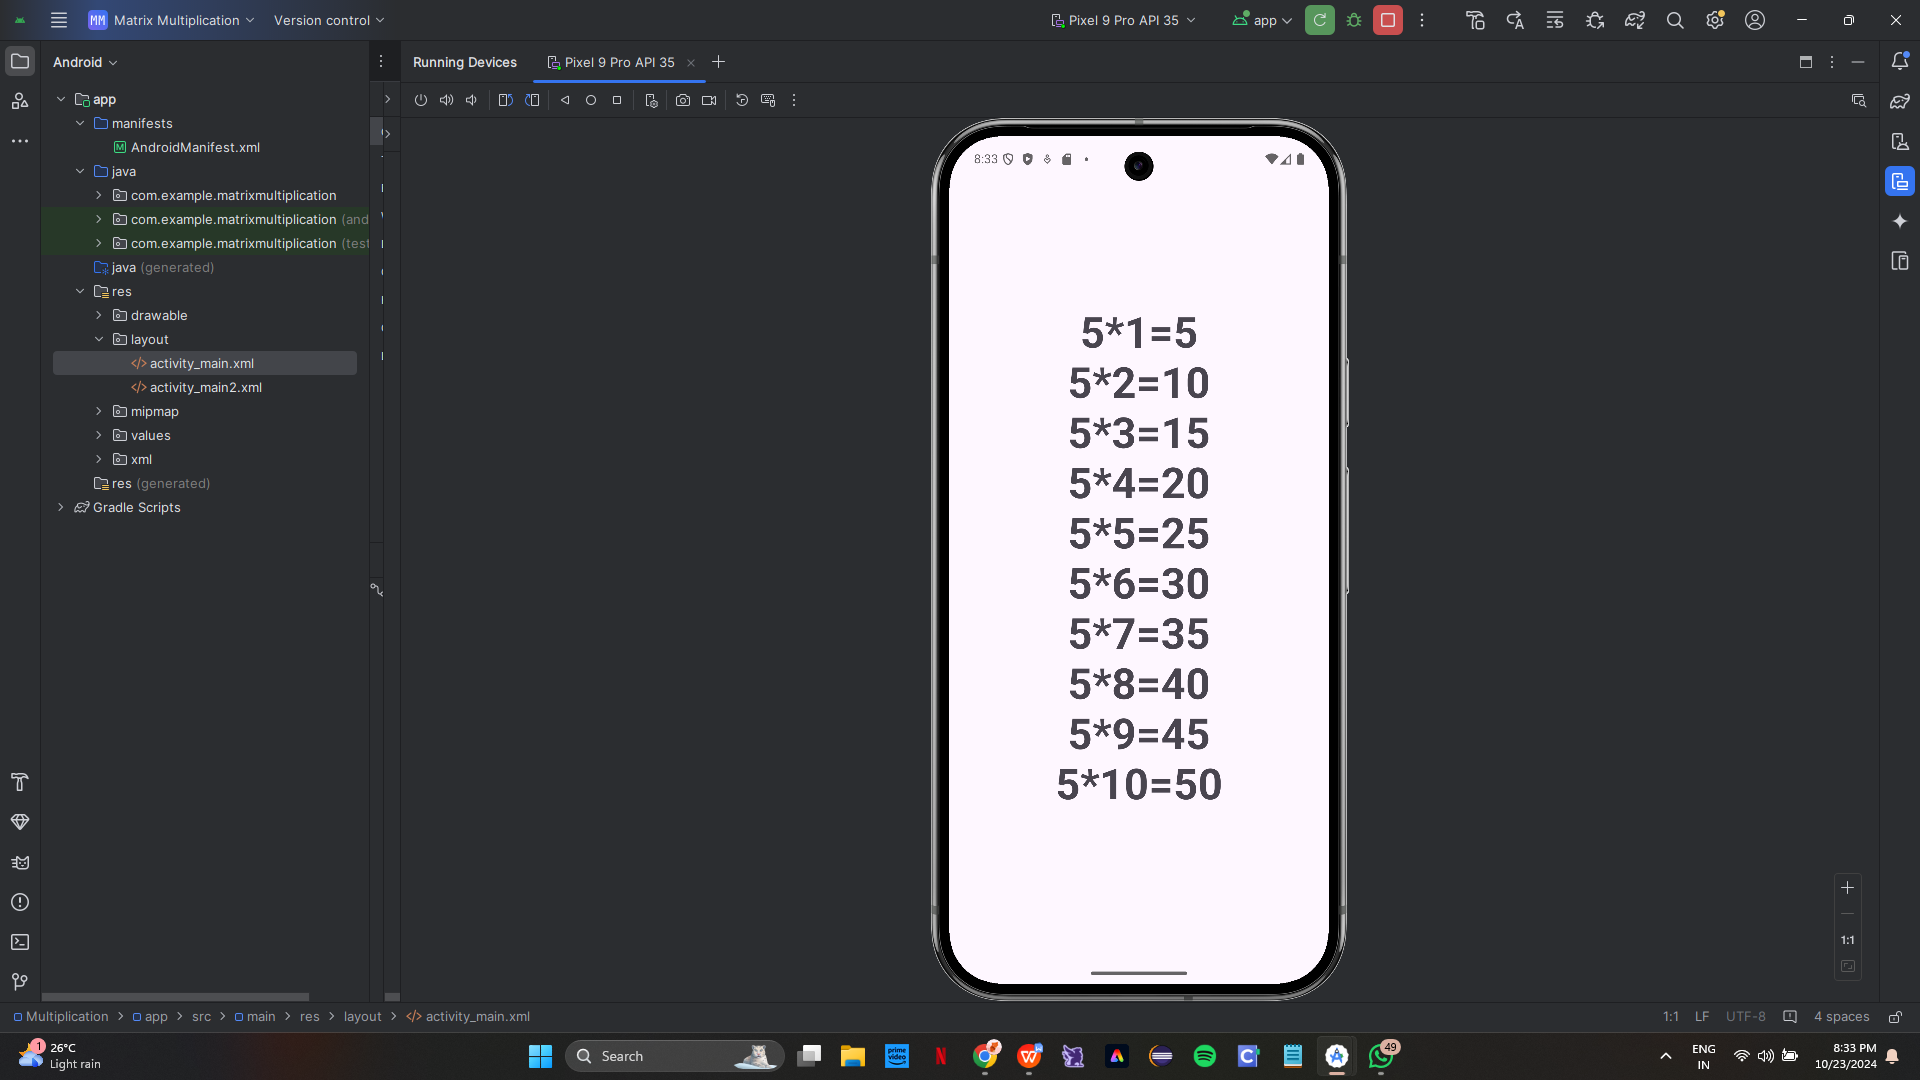 MM Matrix Multiplication
Version control
Pixel 9 Pro API 35
app
Android
Running Devices
Pixel 9 Pro API 35
app
manifests
AndroidManifest.xml
java
com.example.matrixmultiplication
com.example.matrixmultiplication (and
com.example.matrixmultiplication (test
java (generated)
res
drawable
layout
activity_main.xml
activity_main2.xml
mipmap
values
xml
res (generated)
Gradle Scripts
8:33
5*1=5
5*2=10
5*3=15
5*4=20
5*5=25
5*6=30
5*7=35
5*8=40
5*9=45
5*10=50
1:1
Multiplication > app > src > main > res > layout > activity_main.xml
1:1 LF UTF-8 4 spaces
1
26°C
Light rain
Search
prime video
49
ENG
IN
8:33 PM
10/23/2024